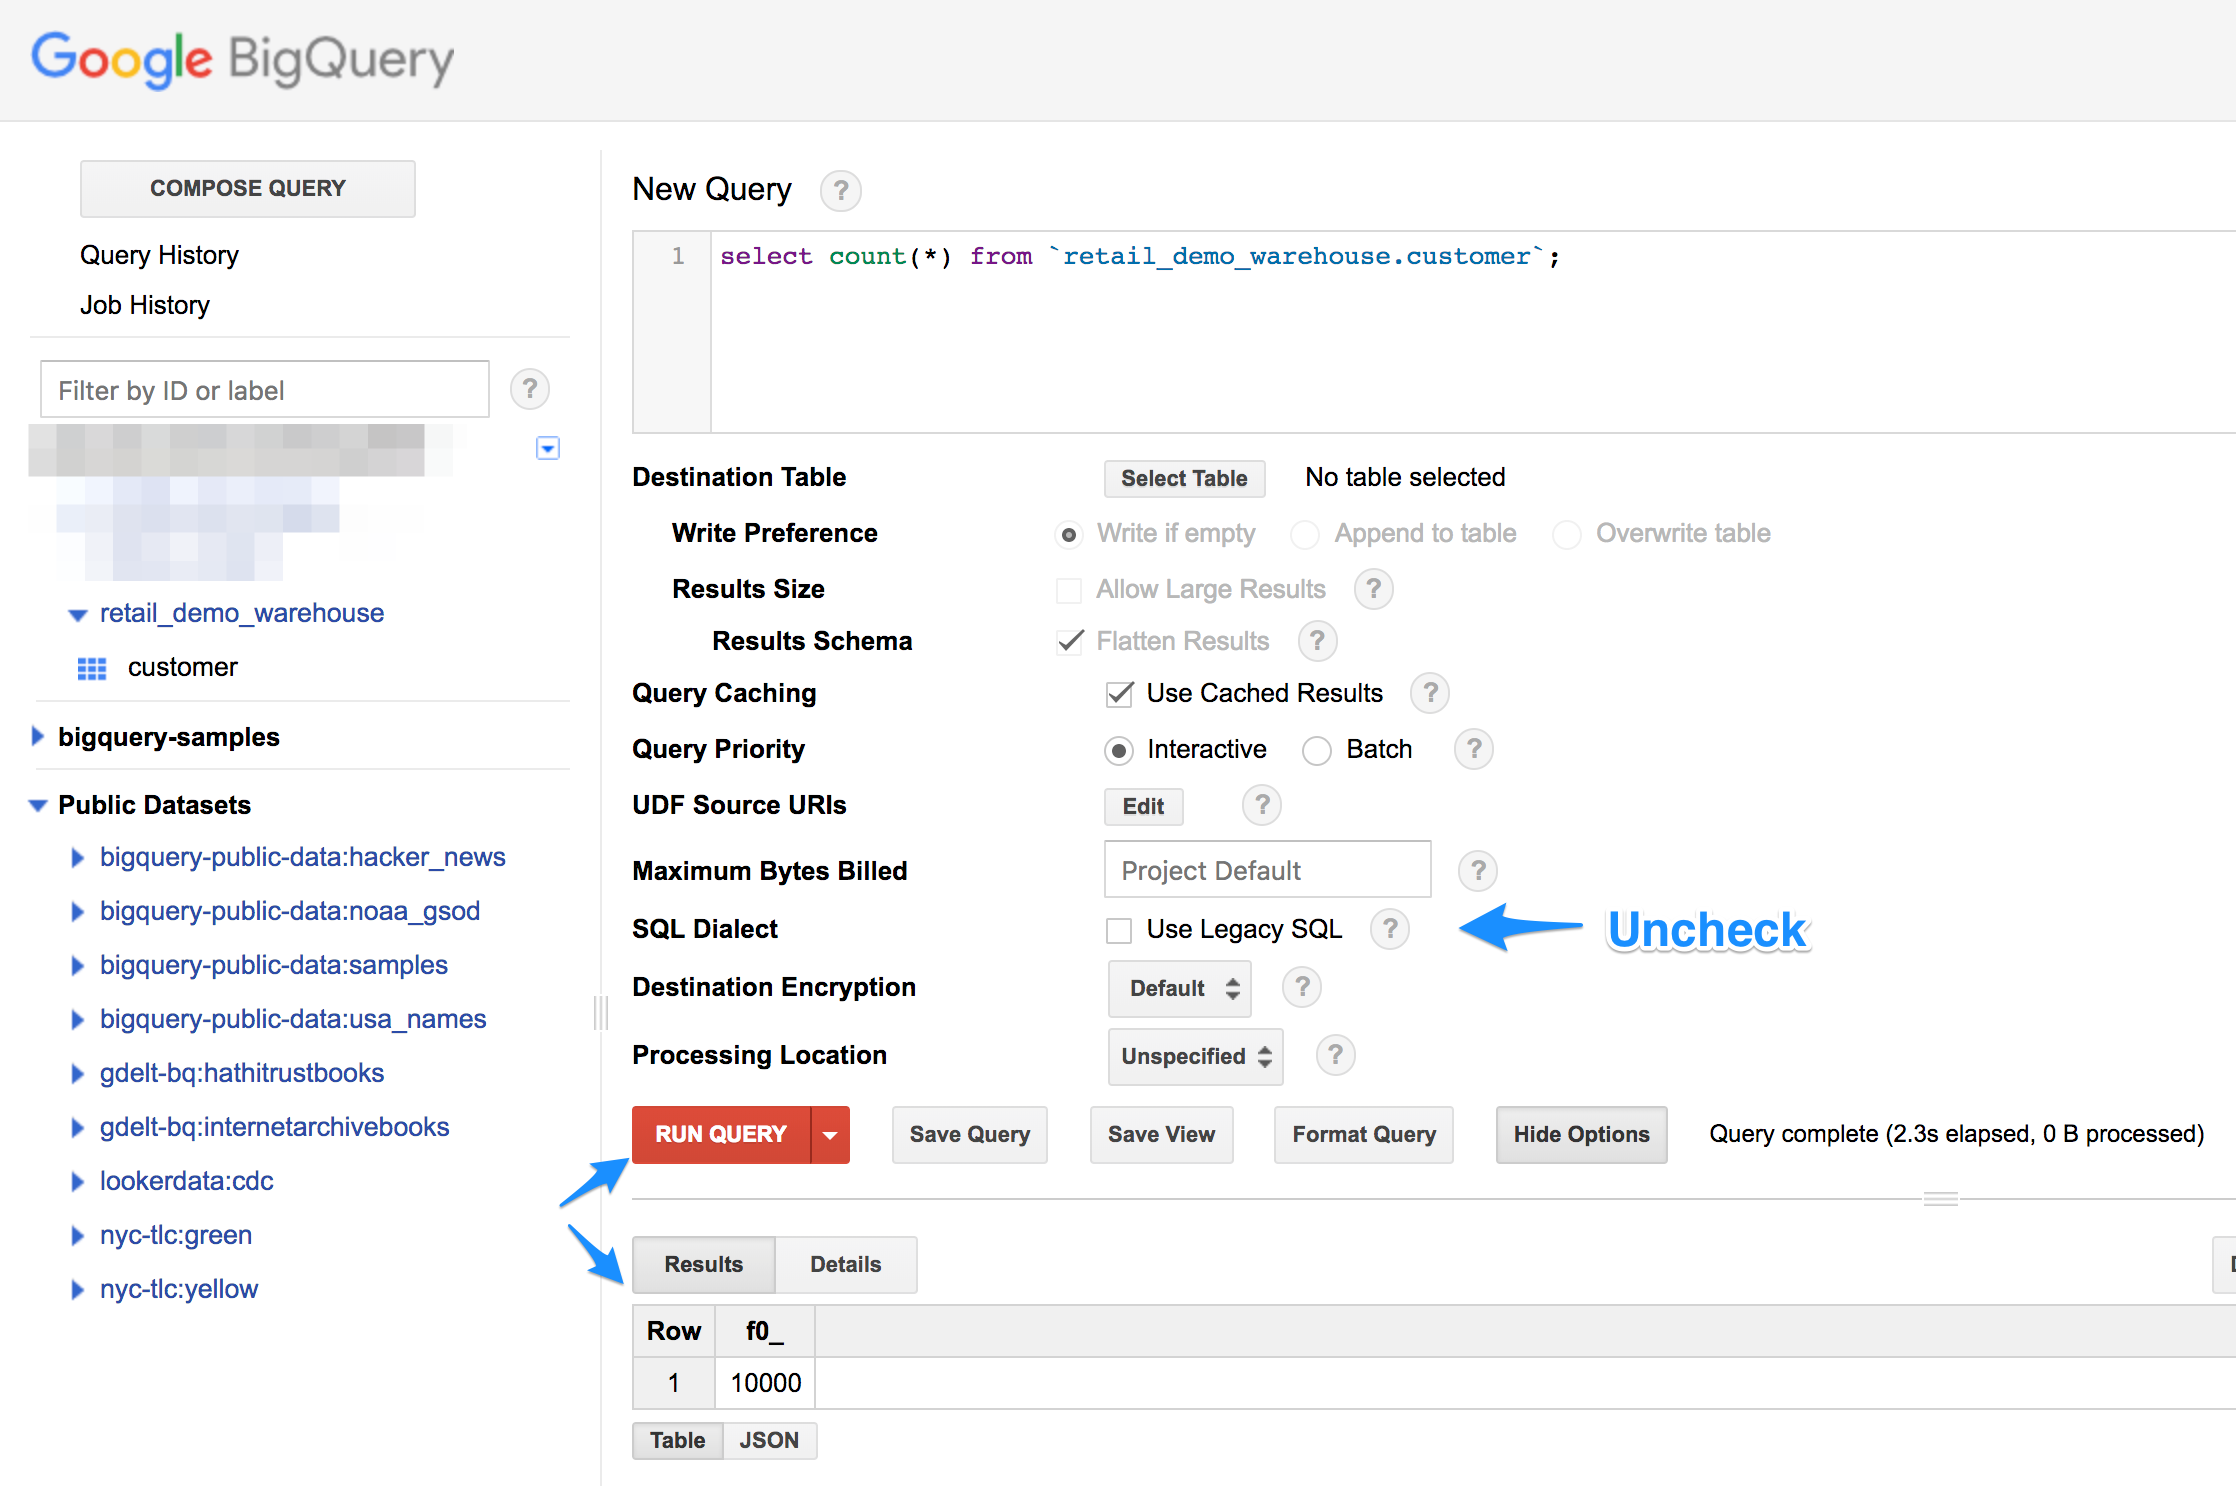 Google BigQuery
COMPOSE QUERY
Query History
Job History
Filter by ID or label
?
retail_demo_warehouse
customer
bigquery-samples
Public Datasets
bigquery-public-data:hacker_news
bigquery-public-data:noaa_gsod
bigquery-public-data:samples
bigquery-public-data:usa_names
gdelt-bq:hathitrustbooks
gdelt-bq:internetarchivebooks
lookerdata:cdc
nyc-tlc:green
nyc-tlc:yellow
New Query ?
1 select count(*) from `retail_demo_warehouse.customer`;
Destination Table Select Table No table selected
Write Preference Write if empty Append to table Overwrite table
Results Size Allow Large Results ?
Results Schema Flatten Results ?
Query Caching Use Cached Results ?
Query Priority Interactive Batch ?
UDF Source URIs Edit ?
Maximum Bytes Billed Project Default ?
SQL Dialect Use Legacy SQL ? Uncheck
Destination Encryption Default ?
Processing Location Unspecified ?
RUN QUERY Save Query Save View Format Query Hide Options Query complete (2.3s elapsed, 0 B processed)
Results Details
Row f0_
1 10000
Table JSON